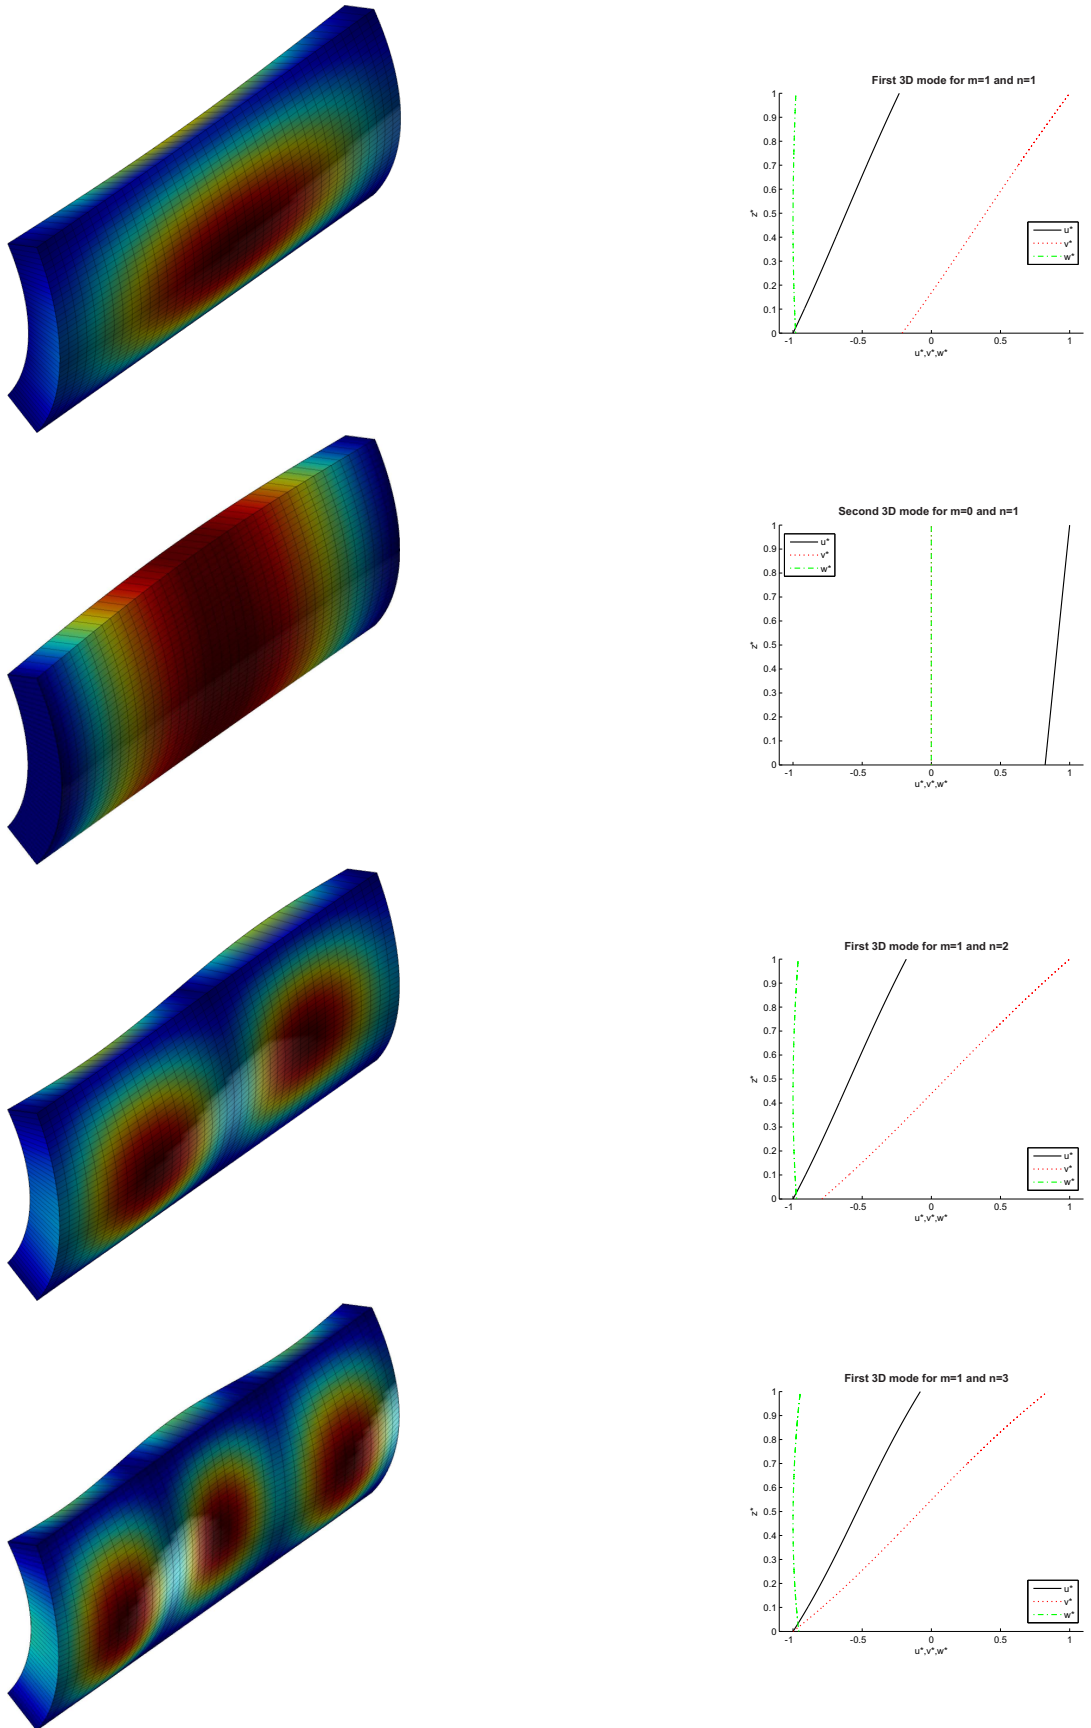 First 3D mode for m=1 and n=1
1
0.9
0.8
0.7
0.6
0.5
0.4
0.3
0.2
0.1
0
z*
-1 -0.5 0 0.5 1
u*,v*,w*
u*
v*
w*
Second 3D mode for m=0 and n=1
1
0.9
0.8
0.7
0.6
0.5
0.4
0.3
0.2
0.1
0
z*
-1 -0.5 0 0.5 1
u*,v*,w*
u*
v*
w*
First 3D mode for m=1 and n=2
1
0.9
0.8
0.7
0.6
0.5
0.4
0.3
0.2
0.1
0
z*
-1 -0.5 0 0.5 1
u*,v*,w*
u*
v*
w*
First 3D mode for m=1 and n=3
1
0.9
0.8
0.7
0.6
0.5
0.4
0.3
0.2
0.1
0
z*
-1 -0.5 0 0.5 1
u*,v*,w*
u*
v*
w*